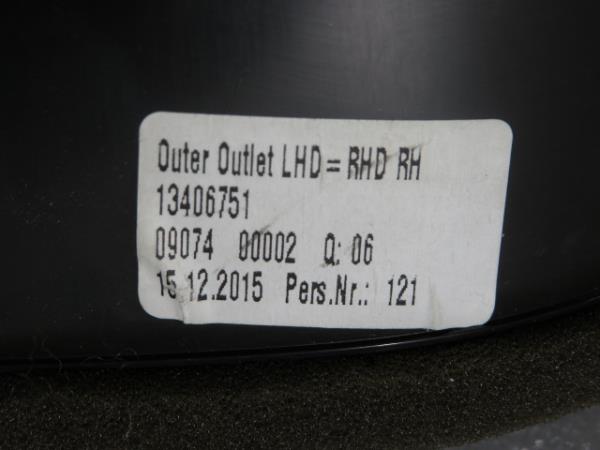 Outer Outlet LHD = RHD RH
13406751
09074 00002 Q: 06
15.12.2015 Pers.Nr.: 121